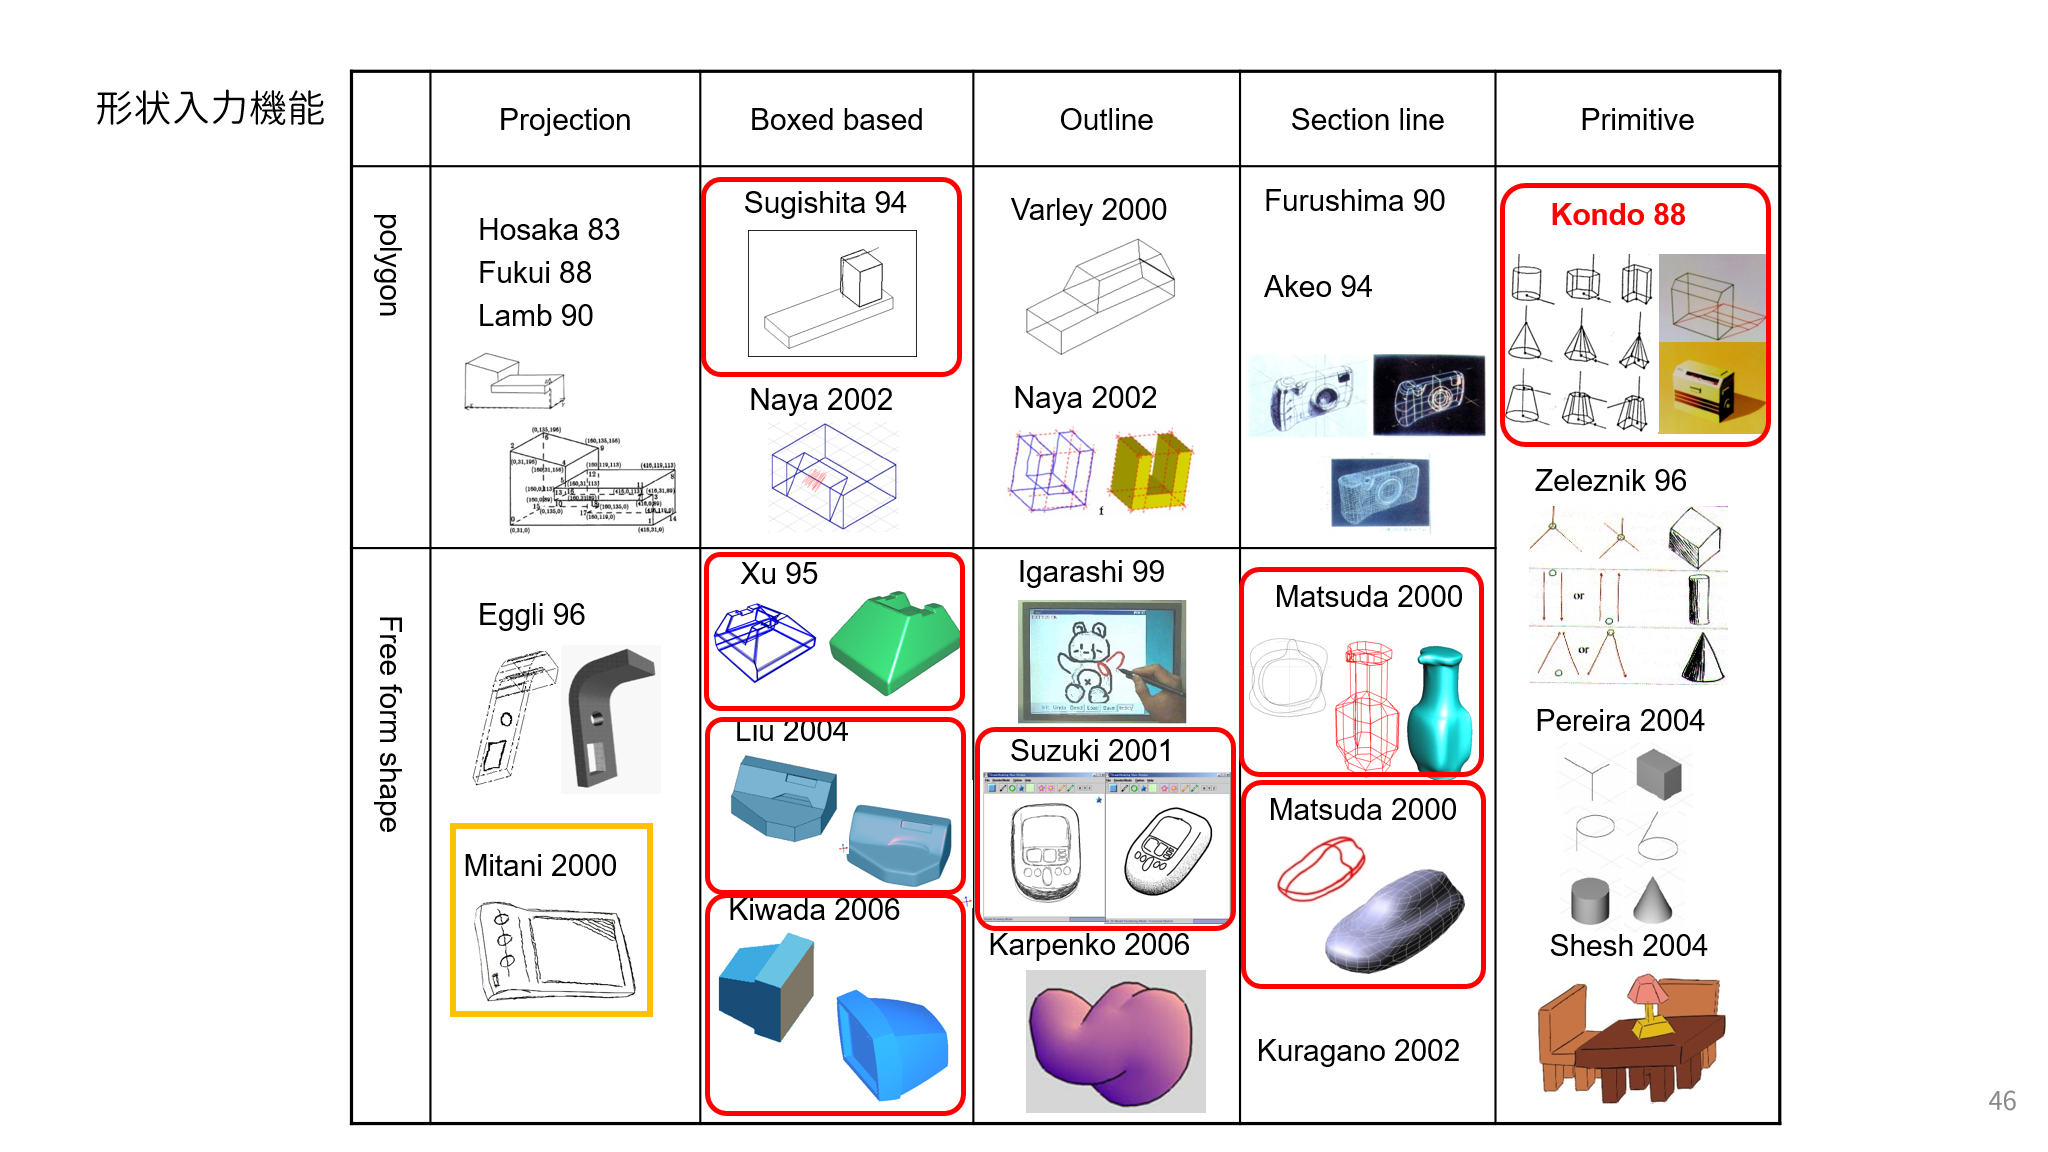 形状入力機能
Projection
Boxed based
Outline
Section line
Primitive
polygon
Hosaka 83
Fukui 88
Lamb 90
Sugishita 94
Naya 2002
Varley 2000
Naya 2002
f
Furushima 90
Akeo 94
Kondo 88
Zeleznik 96
or
or
Pereira 2004
Shesh 2004
Free form shape
Eggli 96
Mitani 2000
Xu 95
Liu 2004
Kiwada 2006
Igarashi 99
Suzuki 2001
Karpenko 2006
Matsuda 2000
Matsuda 2000
Kuragano 2002
46